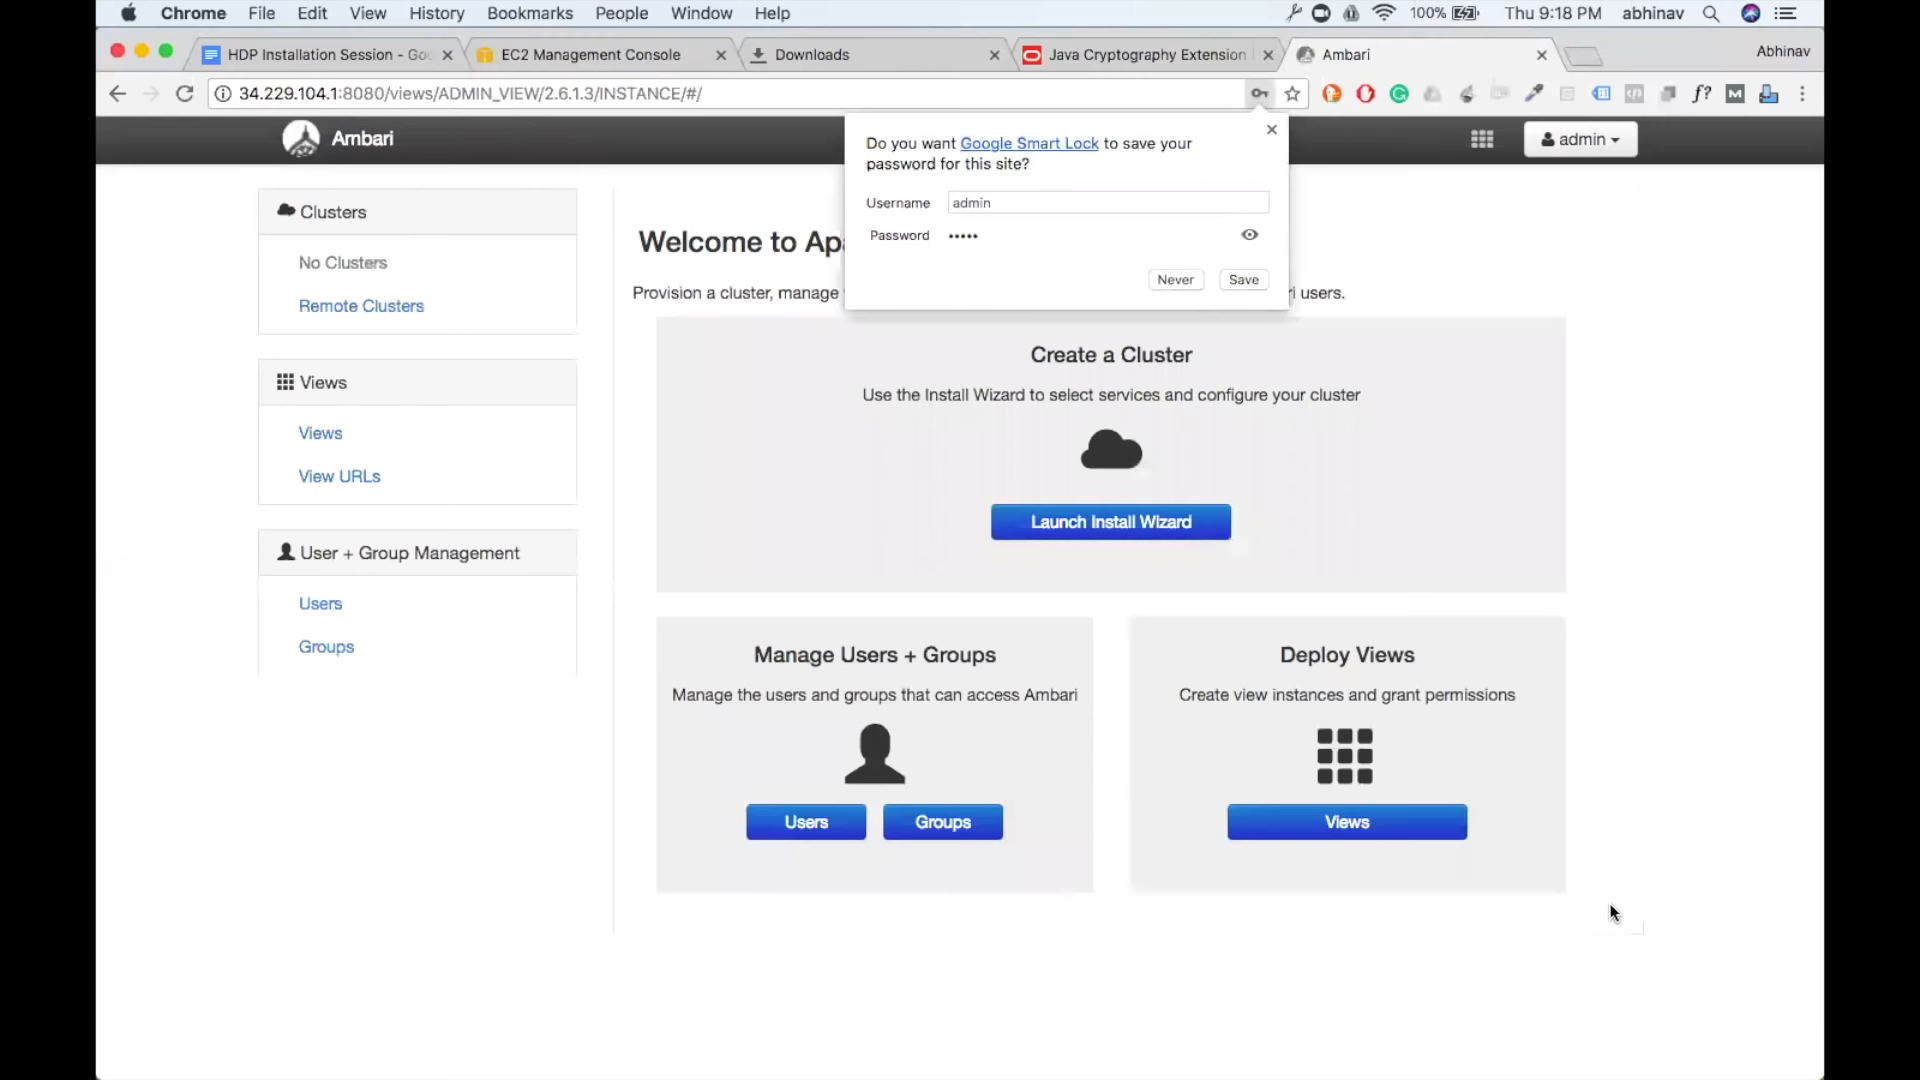 Chrome File Edit View History Bookmarks People Window Help 100% Thu 9:18 PM abhinav
HDP Installation Session - Go EC2 Management Console Downloads Java Cryptography Extension Ambari Abhinav
34.229.104.1:8080/views/ADMIN_VIEW/2.6.1.3/INSTANCE/#/ f? M
Ambari admin
Do you want Google Smart Lock to save your
password for this site?
Username admin
Password •••••
Never Save
Clusters
No Clusters
Remote Clusters
Views
Views
View URLs
User + Group Management
Users
Groups
Welcome to Apa
Provision a cluster, manage i users.
Create a Cluster
Use the Install Wizard to select services and configure your cluster
Launch Install Wizard
Manage Users + Groups
Manage the users and groups that can access Ambari
Users Groups
Deploy Views
Create view instances and grant permissions
Views